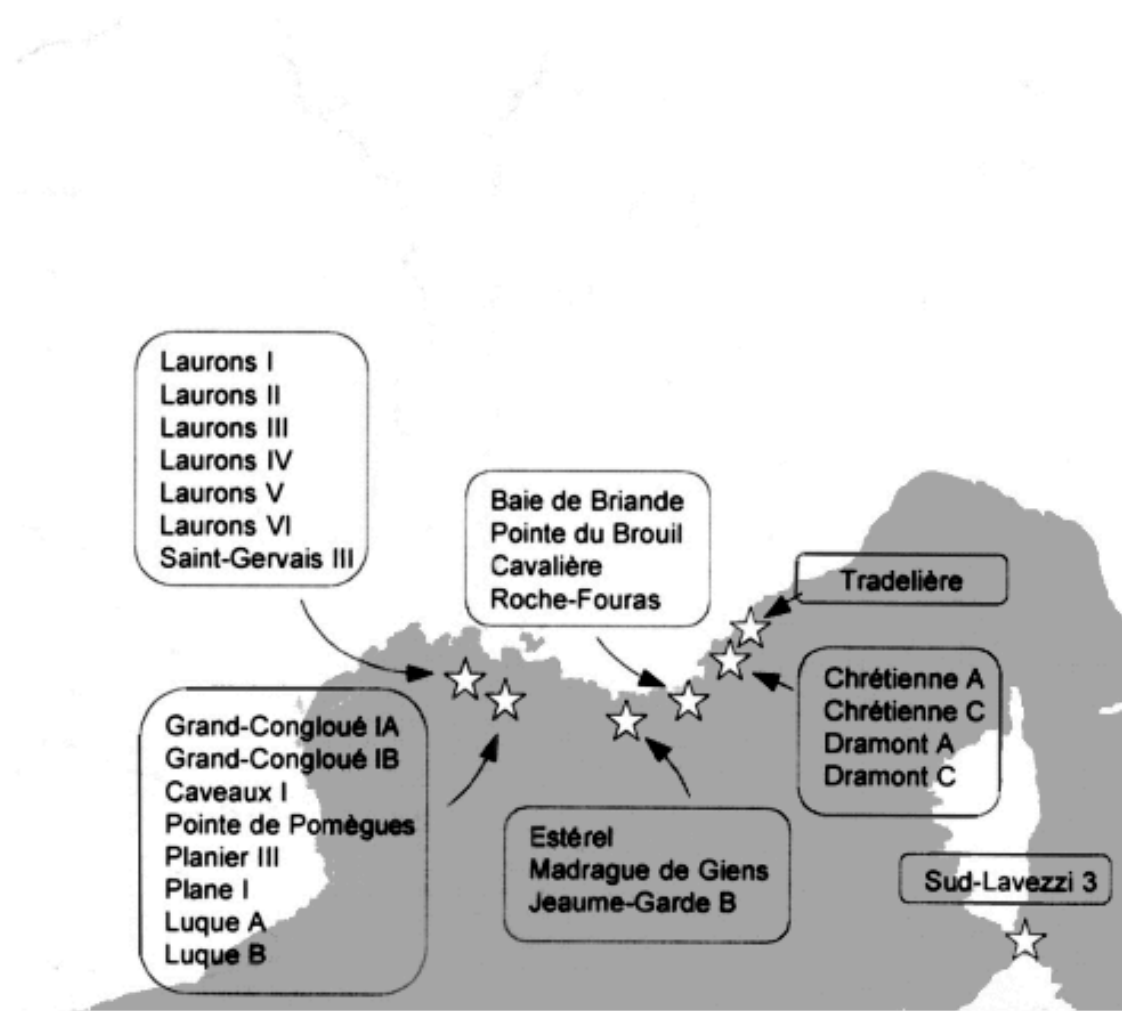 Laurons I
Laurons II
Laurons III
Laurons IV
Laurons V
Laurons VI
Saint-Gervais III
Baie de Briande
Pointe du Brouil
Cavalière
Roche-Fouras
Tradelière
Chrétienne A
Chrétienne C
Dramont A
Dramont C
Grand-Congloué IA
Grand-Congloué IB
Caveaux I
Pointe de Pomègues
Planier III
Plane I
Luque A
Luque B
Estérel
Madrague de Giens
Jeaume-Garde B
Sud-Lavezzi 3